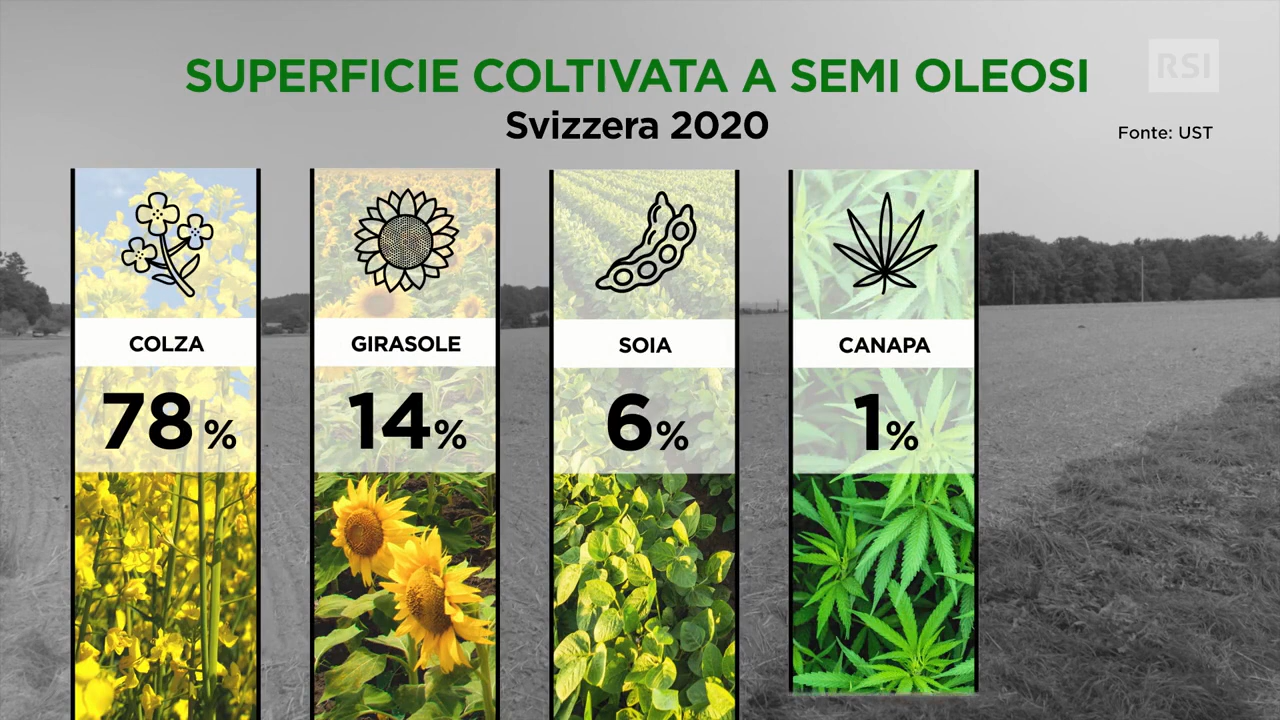 RSI
SUPERFICIE COLTIVATA A SEMI OLEOSI
Svizzera 2020
Fonte: UST
COLZA
78 %
GIRASOLE
14%
SOIA
6%
CANAPA
1%